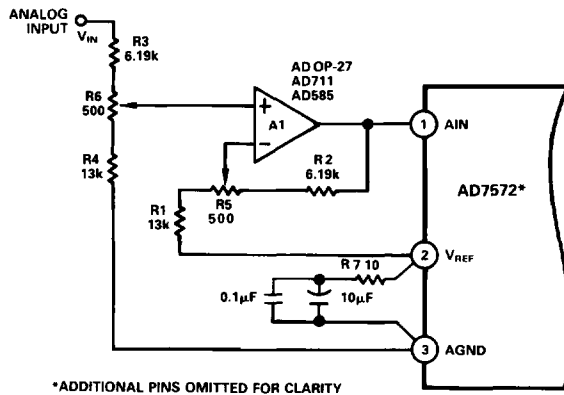 ANALOG
INPUT
VIN
R3
6.19k
R6
500
R4
13k
AD OP-27
AD711
AD585
+
A1
−
R2
6.19k
R5
500
R1
13k
1
AIN
AD7572*
2
VREF
R7 10
0.1µF
10µF
3
AGND
*ADDITIONAL PINS OMITTED FOR CLARITY